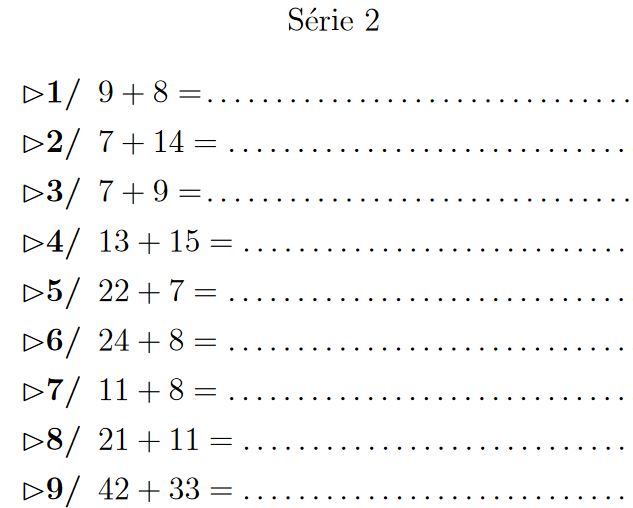 Série 2
▷1/ 9 + 8 = ................................
▷2/ 7 + 14 = ..............................
▷3/ 7 + 9 = ................................
▷4/ 13 + 15 = .............................
▷5/ 22 + 7 = ..............................
▷6/ 24 + 8 = ..............................
▷7/ 11 + 8 = ..............................
▷8/ 21 + 11 = .............................
▷9/ 42 + 33 = .............................